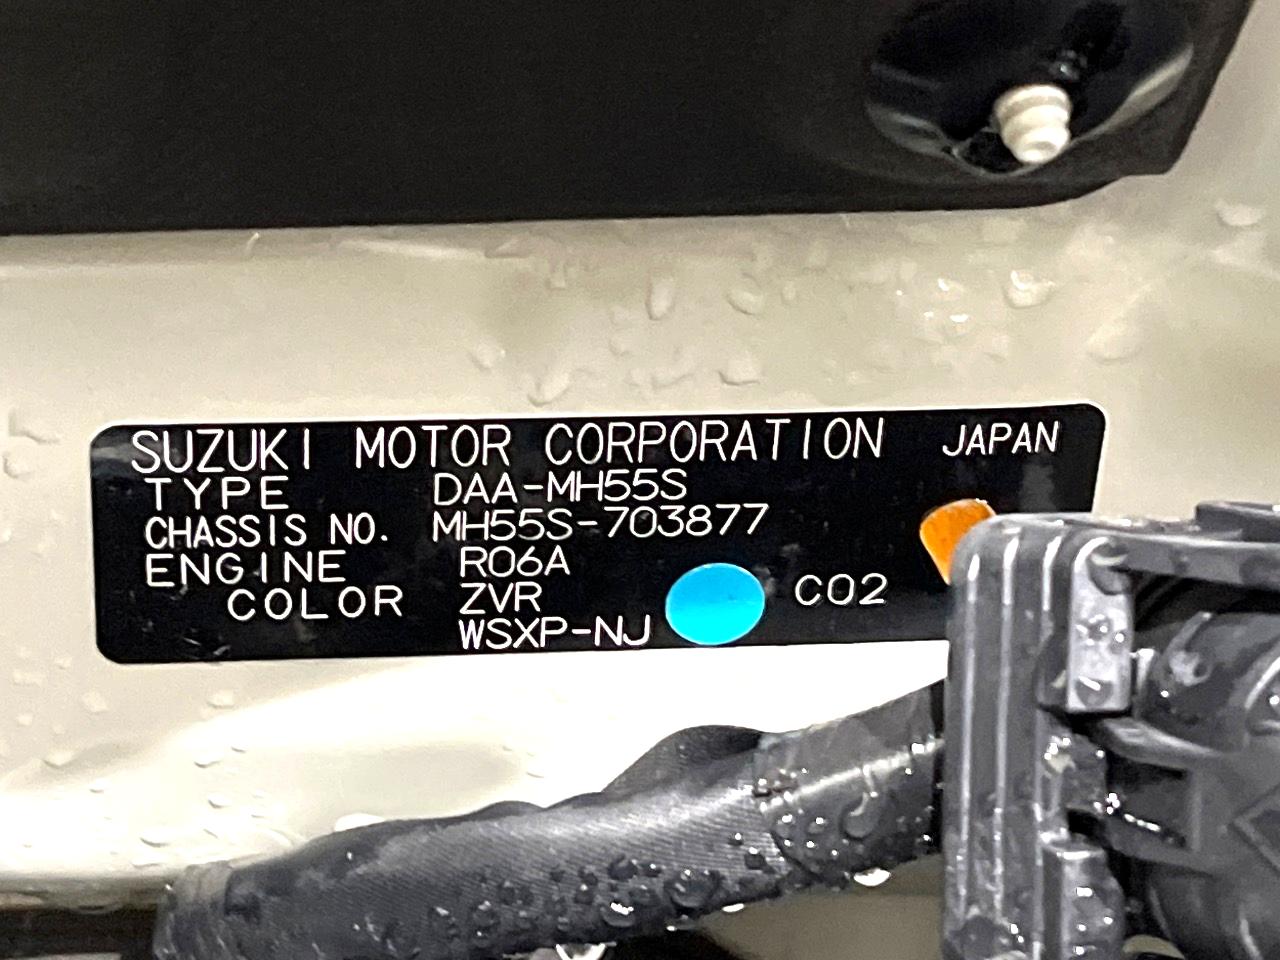 SUZUKI MOTOR CORPORATION JAPAN
TYPE DAA-MH55S
CHASSIS NO. MH55S-703877
ENGINE R06A
COLOR ZVR C02
WSXP-NJ